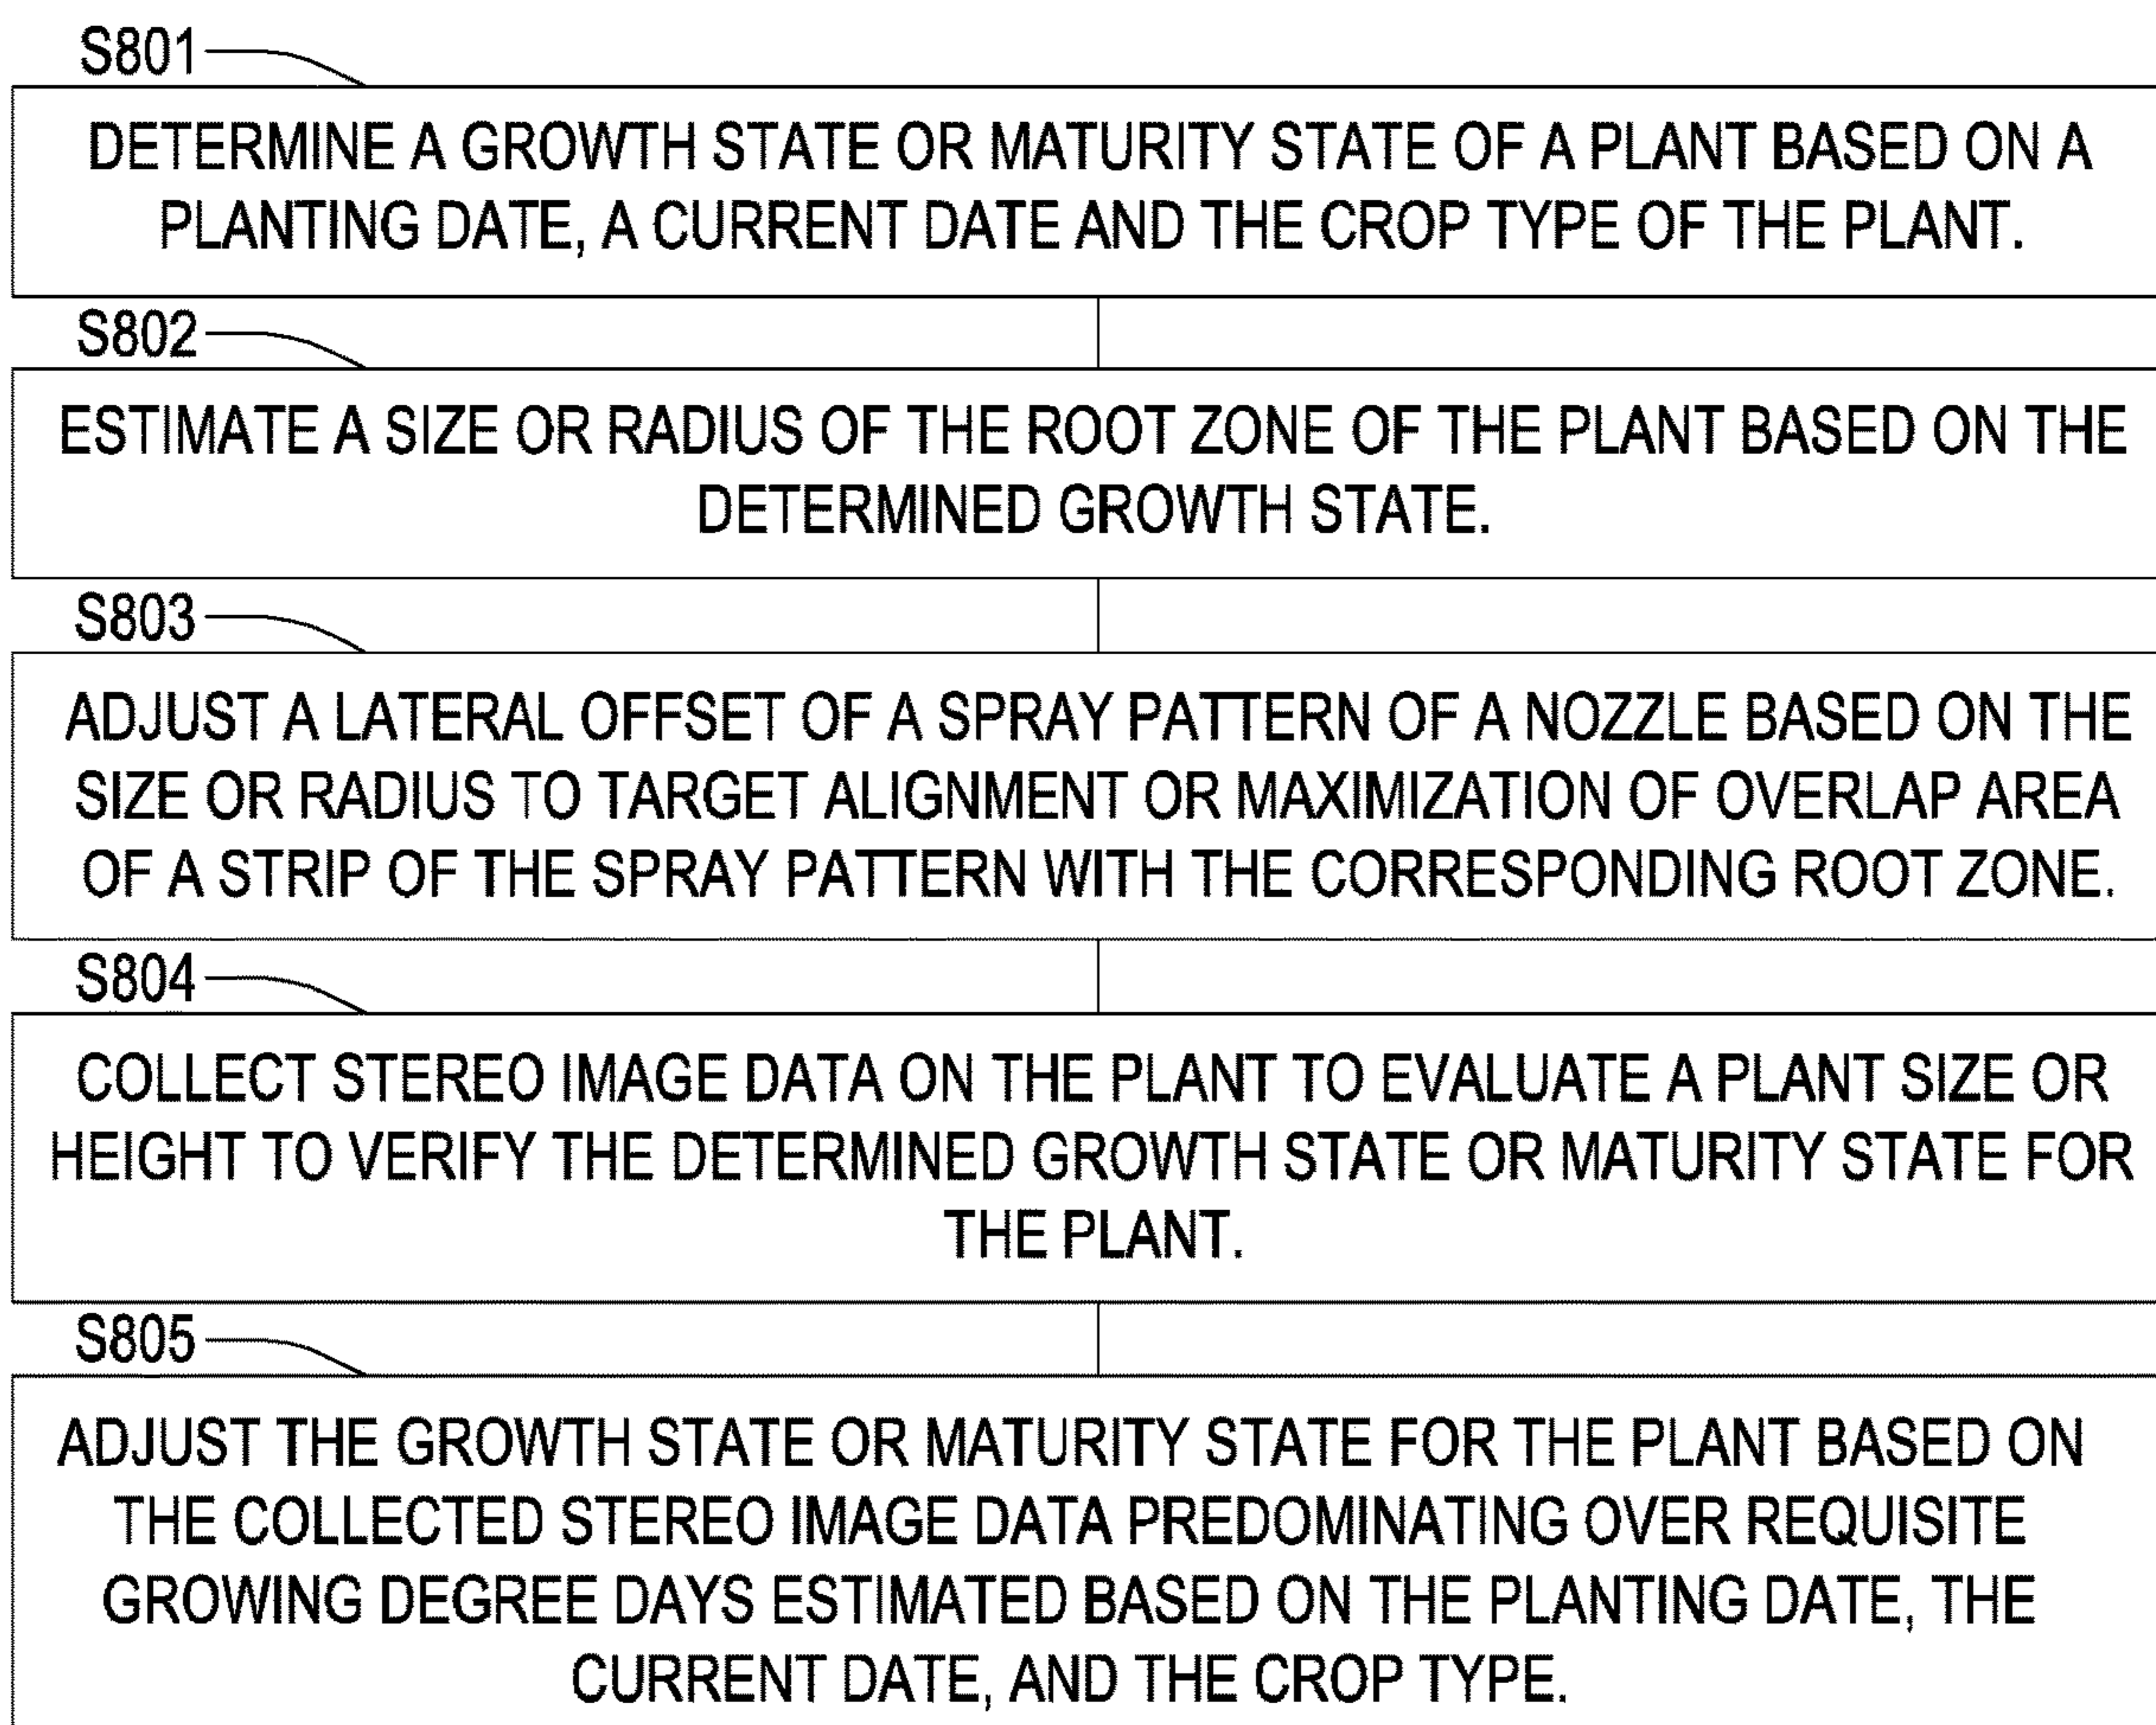 S801
DETERMINE A GROWTH STATE OR MATURITY STATE OF A PLANT BASED ON A
PLANTING DATE, A CURRENT DATE AND THE CROP TYPE OF THE PLANT.
S802
ESTIMATE A SIZE OR RADIUS OF THE ROOT ZONE OF THE PLANT BASED ON THE
DETERMINED GROWTH STATE.
S803
ADJUST A LATERAL OFFSET OF A SPRAY PATTERN OF A NOZZLE BASED ON THE
SIZE OR RADIUS TO TARGET ALIGNMENT OR MAXIMIZATION OF OVERLAP AREA
OF A STRIP OF THE SPRAY PATTERN WITH THE CORRESPONDING ROOT ZONE.
S804
COLLECT STEREO IMAGE DATA ON THE PLANT TO EVALUATE A PLANT SIZE OR
HEIGHT TO VERIFY THE DETERMINED GROWTH STATE OR MATURITY STATE FOR
THE PLANT.
S805
ADJUST THE GROWTH STATE OR MATURITY STATE FOR THE PLANT BASED ON
THE COLLECTED STEREO IMAGE DATA PREDOMINATING OVER REQUISITE
GROWING DEGREE DAYS ESTIMATED BASED ON THE PLANTING DATE, THE
CURRENT DATE, AND THE CROP TYPE.